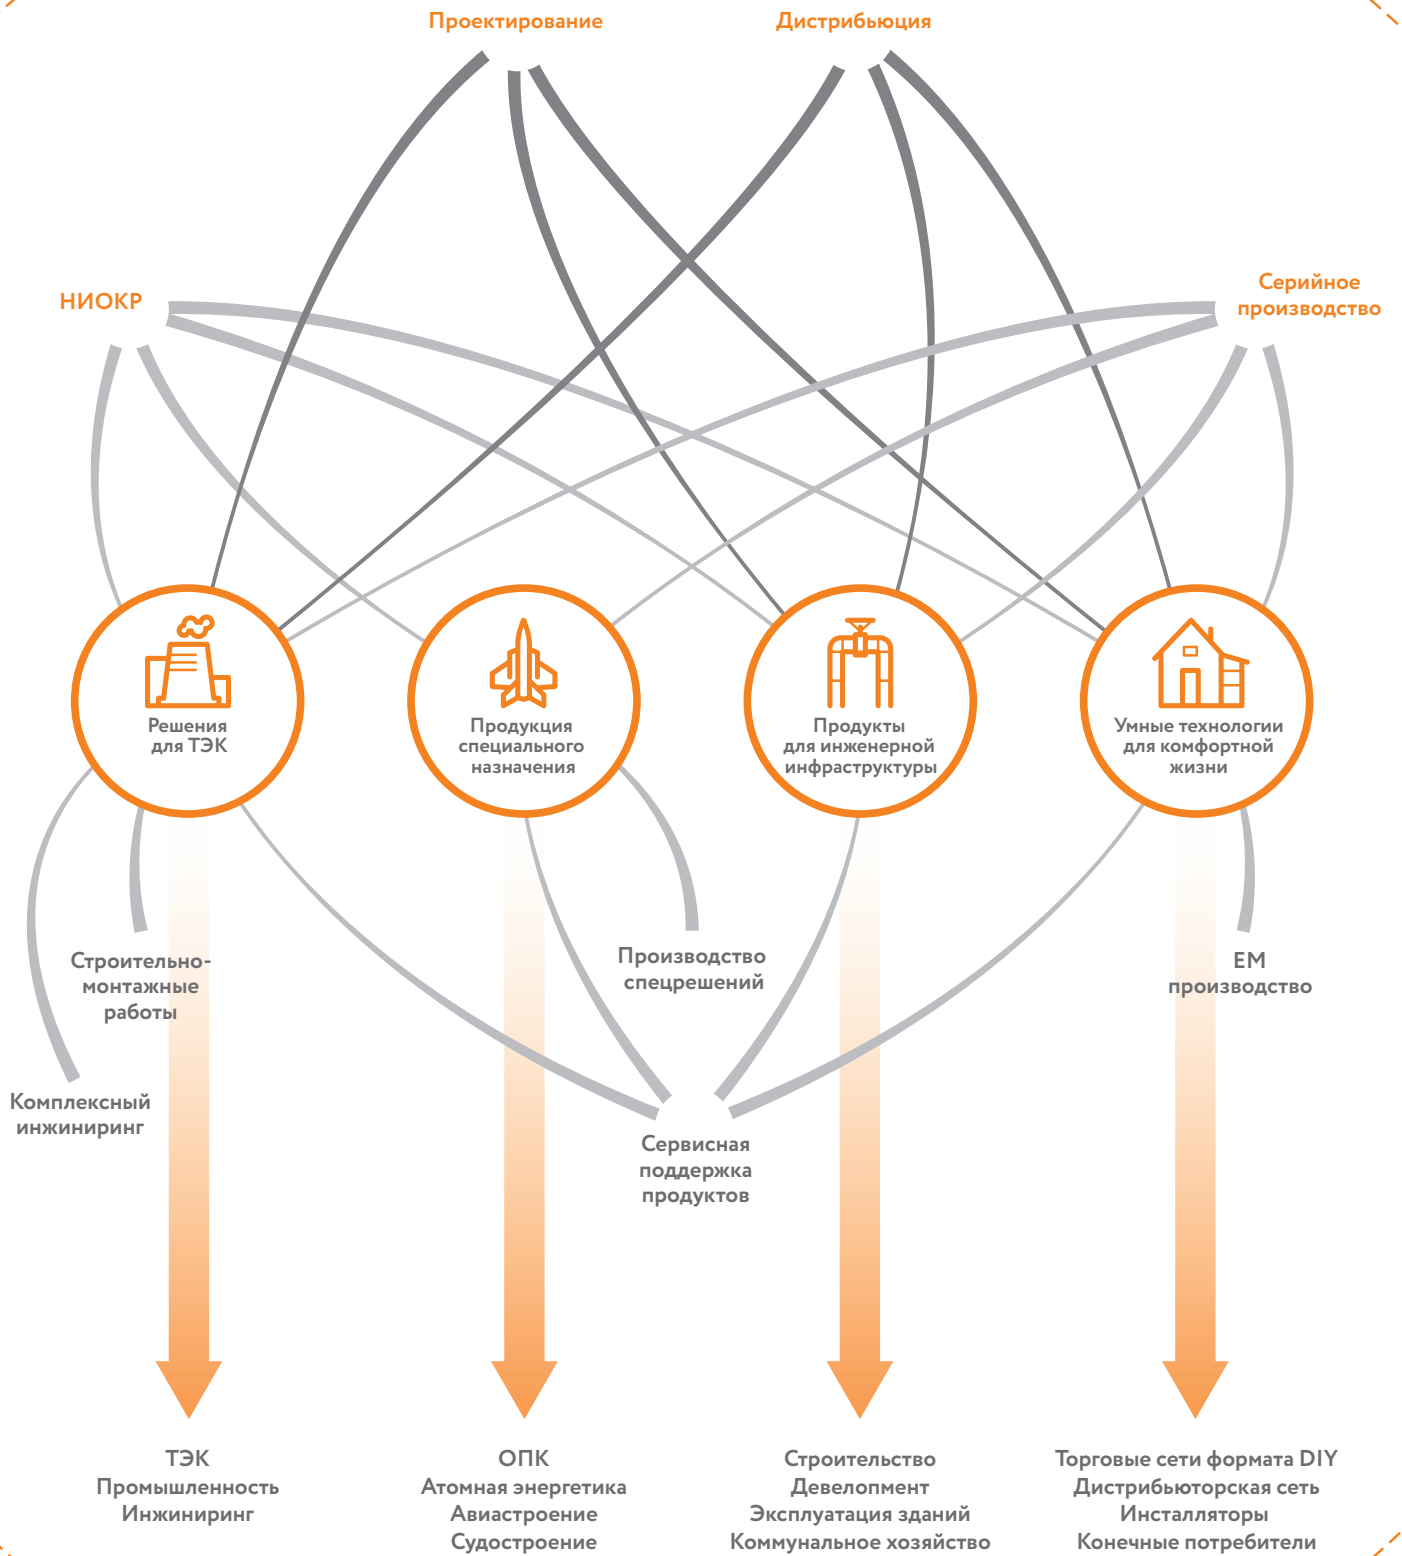 Проектирование
Дистрибьюция
НИОКР
Серийное
производство
Решения
для ТЭК
Продукция
специального
назначения
Продукты
для инженерной
инфраструктуры
Умные технологии
для комфортной
жизни
Строительно-
монтажные
работы
Производство
спецрешений
ЕМ
производство
Комплексный
инжиниринг
Сервисная
поддержка
продуктов
ТЭК
Промышленность
Инжиниринг
ОПК
Атомная энергетика
Авиастроение
Судостроение
Строительство
Девелопмент
Эксплуатация зданий
Коммунальное хозяйство
Торговые сети формата DIY
Дистрибьюторская сеть
Инсталляторы
Конечные потребители